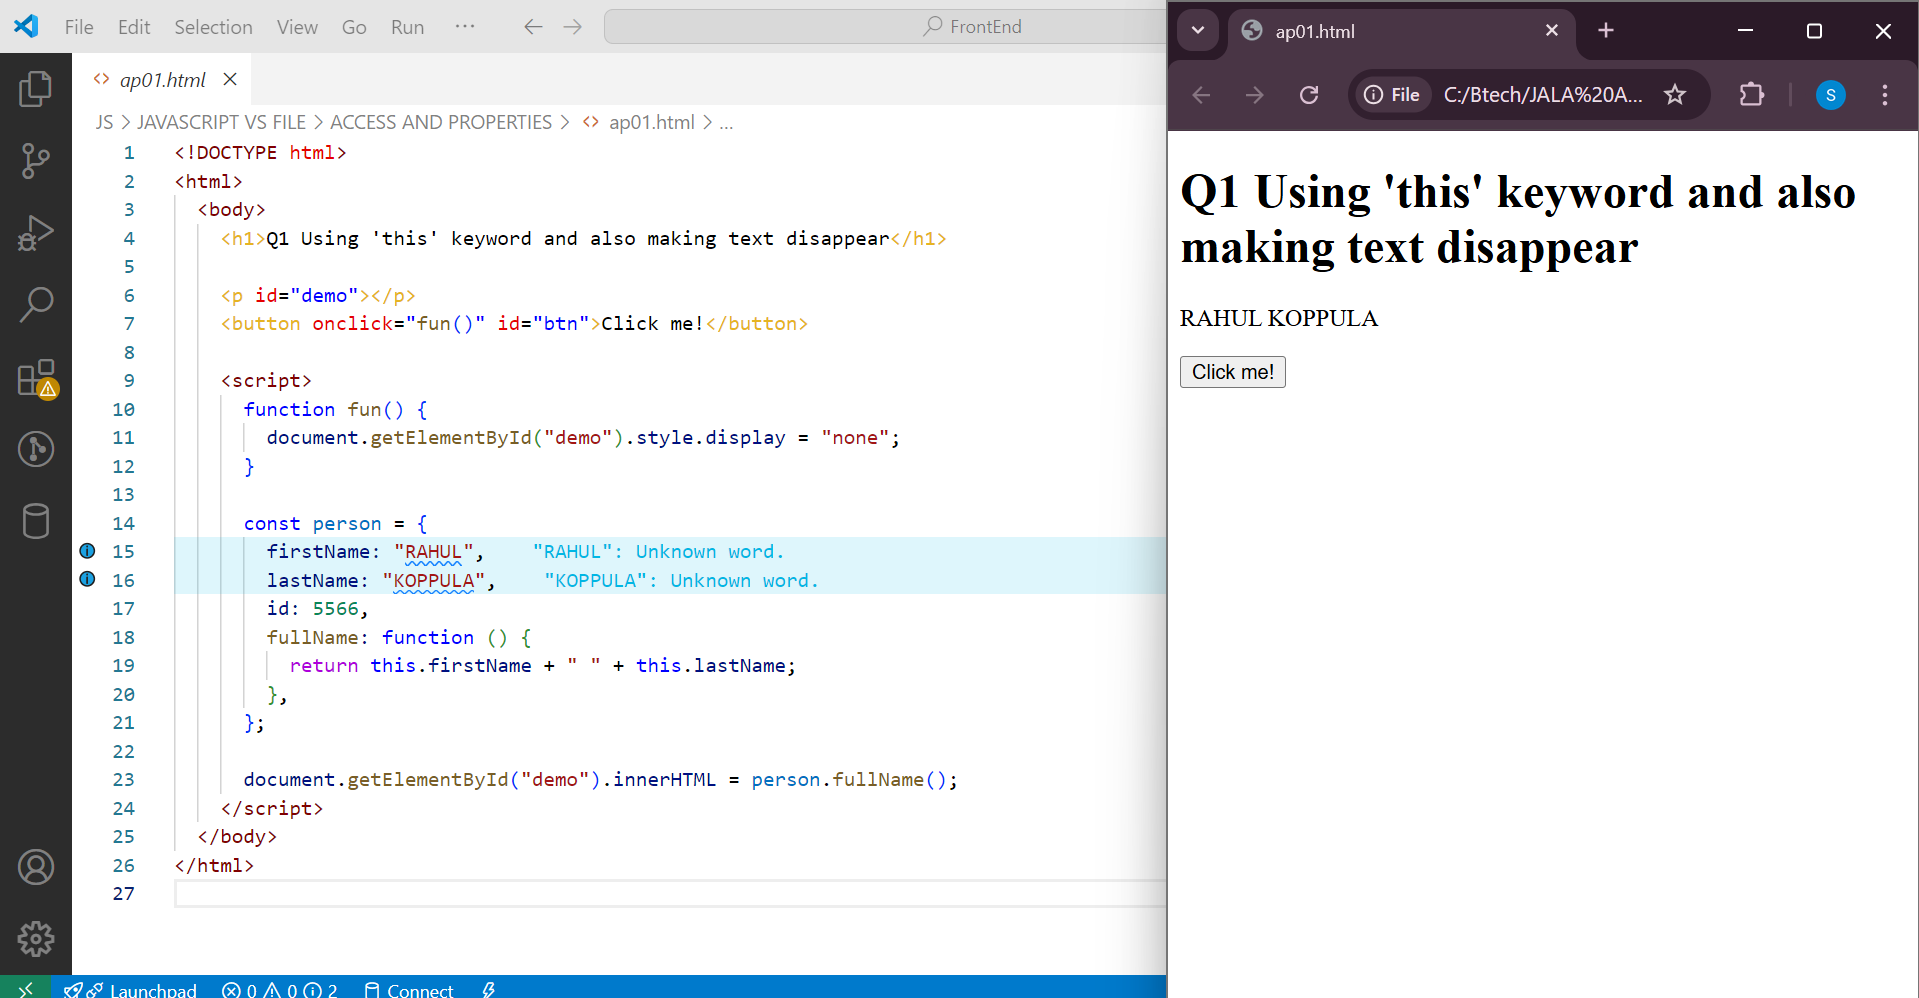 File Edit Selection View Go Run ··· FrontEnd
ap01.html
JS > JAVASCRIPT VS FILE > ACCESS AND PROPERTIES > ap01.html > ...
1 <!DOCTYPE html>
2 <html>
3 <body>
4 <h1>Q1 Using 'this' keyword and also making text disappear</h1>
5
6 <p id="demo"></p>
7 <button onclick="fun()" id="btn">Click me!</button>
8
9 <script>
10 function fun() {
11 document.getElementById("demo").style.display = "none";
12 }
13
14 const person = {
15 firstName: "RAHUL", "RAHUL": Unknown word.
16 lastName: "KOPPULA", "KOPPULA": Unknown word.
17 id: 5566,
18 fullName: function () {
19 return this.firstName + " " + this.lastName;
20 },
21 };
22
23 document.getElementById("demo").innerHTML = person.fullName();
24 </script>
25 </body>
26 </html>
27
Launchpad 0 0 2 Connect
ap01.html
File C:/Btech/JALA%20A... S
Q1 Using 'this' keyword and also
making text disappear
RAHUL KOPPULA
Click me!